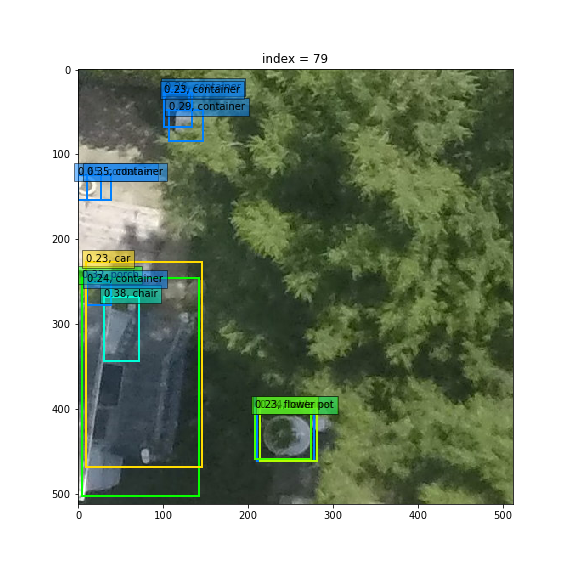 index = 79
0.23, container
0.29, container
0.35, container
0.23, car
0.24, container
0.38, chair
0.23, flower pot
0
100
200
300
400
500
0
100
200
300
400
500